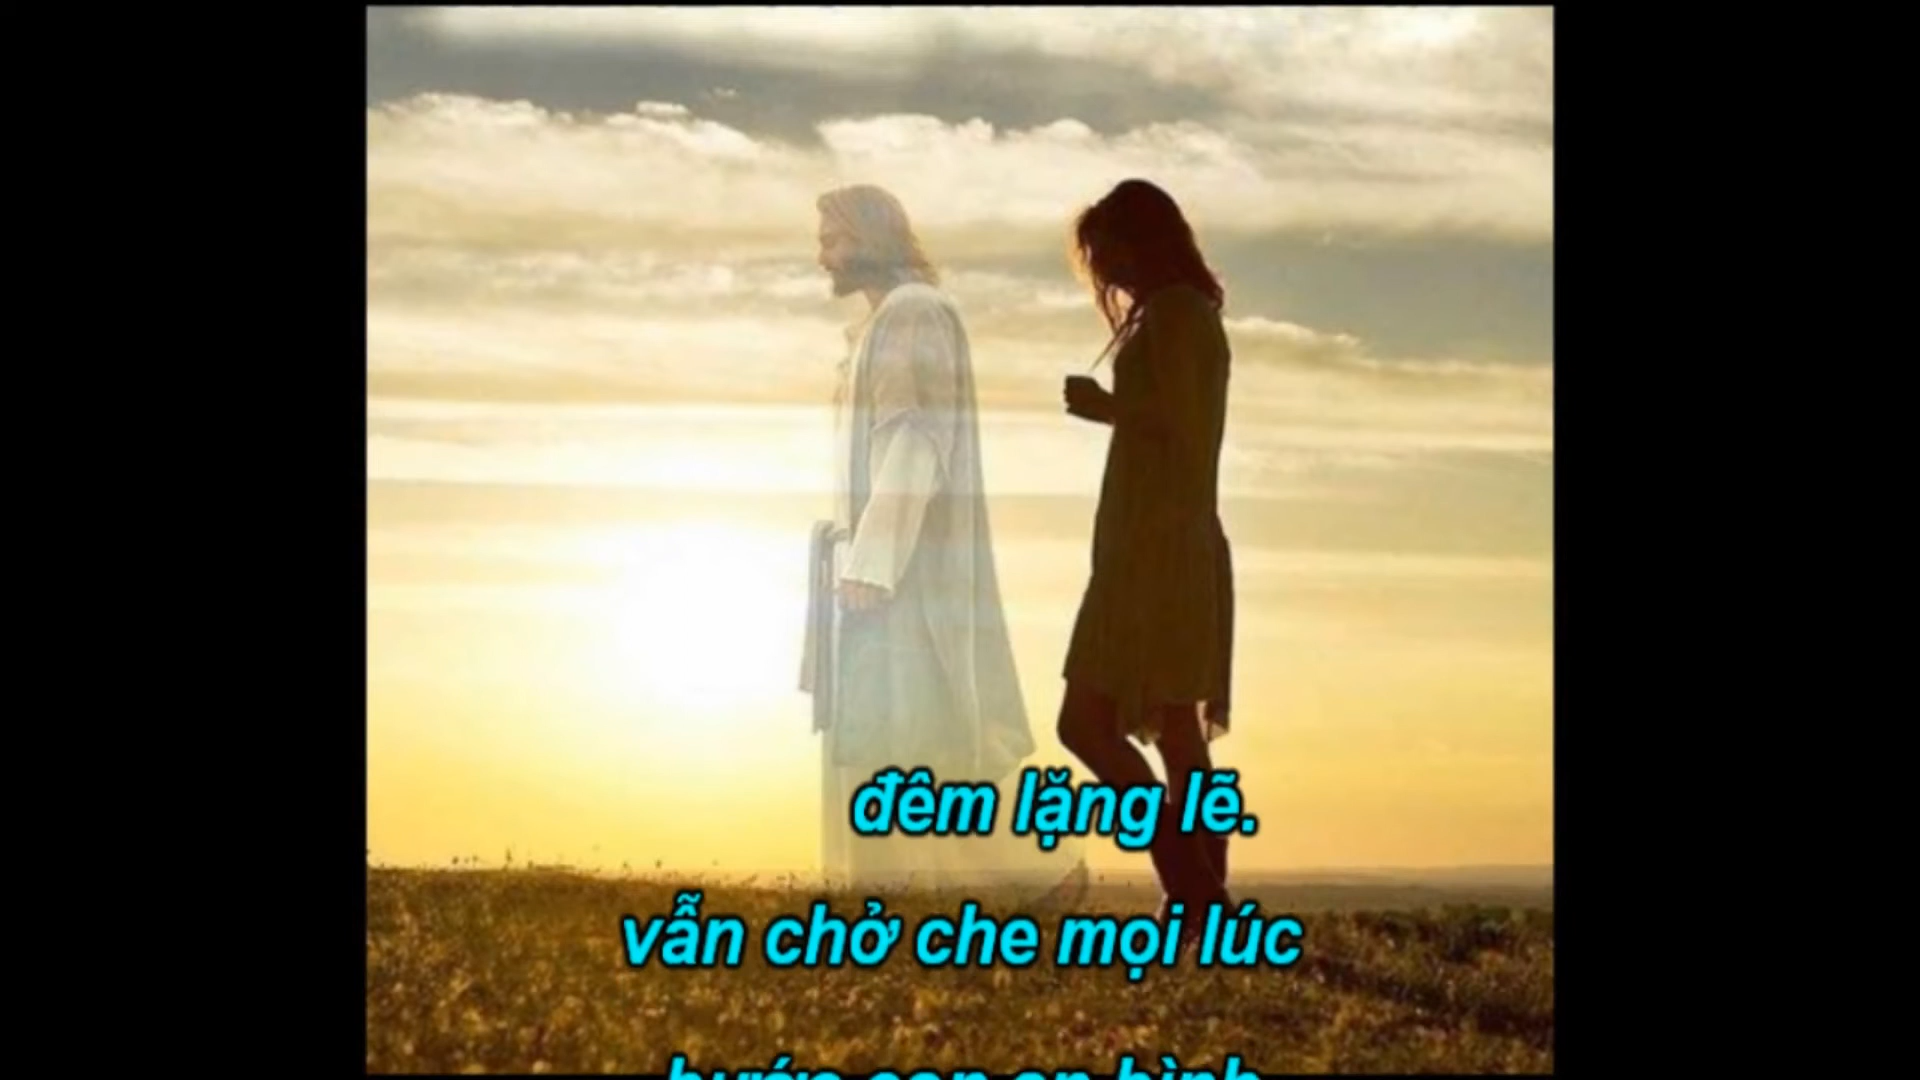 đêm lặng lẽ.
vẫn chở che mọi lúc